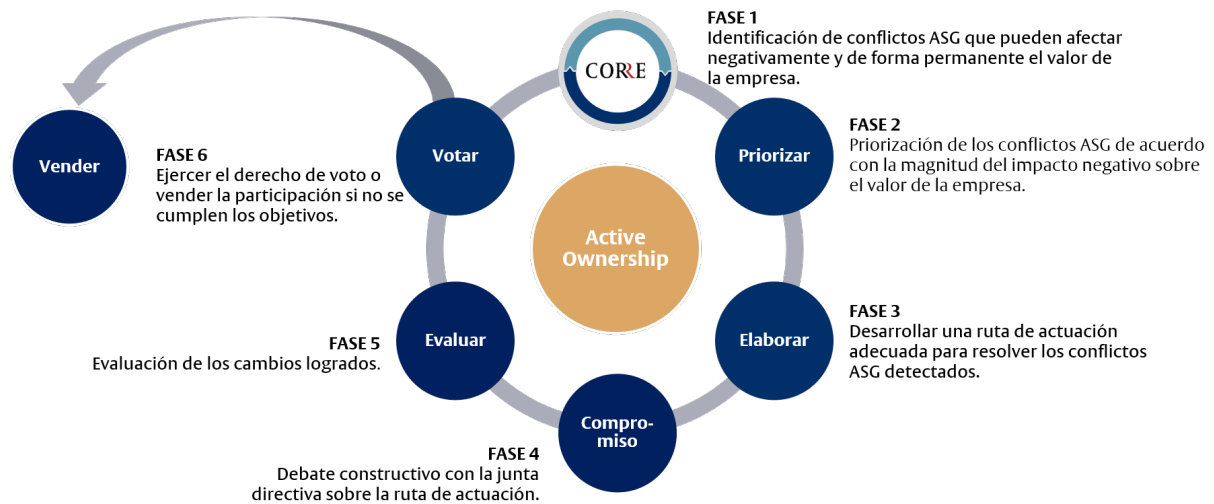 FASE 1
Identificación de conflictos ASG que pueden afectar
negativamente y de forma permanente el valor de
la empresa.
CORRE
FASE 2
Priorización de los conflictos ASG de acuerdo
con la magnitud del impacto negativo sobre
el valor de la empresa.
Priorizar
FASE 3
Desarrollar una ruta de actuación
adecuada para resolver los conflictos
ASG detectados.
Elaborar
Compro-
miso
FASE 4
Debate constructivo con la junta
directiva sobre la ruta de actuación.
Evaluar
FASE 5
Evaluación de los cambios logrados.
Votar
FASE 6
Ejercer el derecho de voto o
vender la participación si no se
cumplen los objetivos.
Vender
Active
Ownership